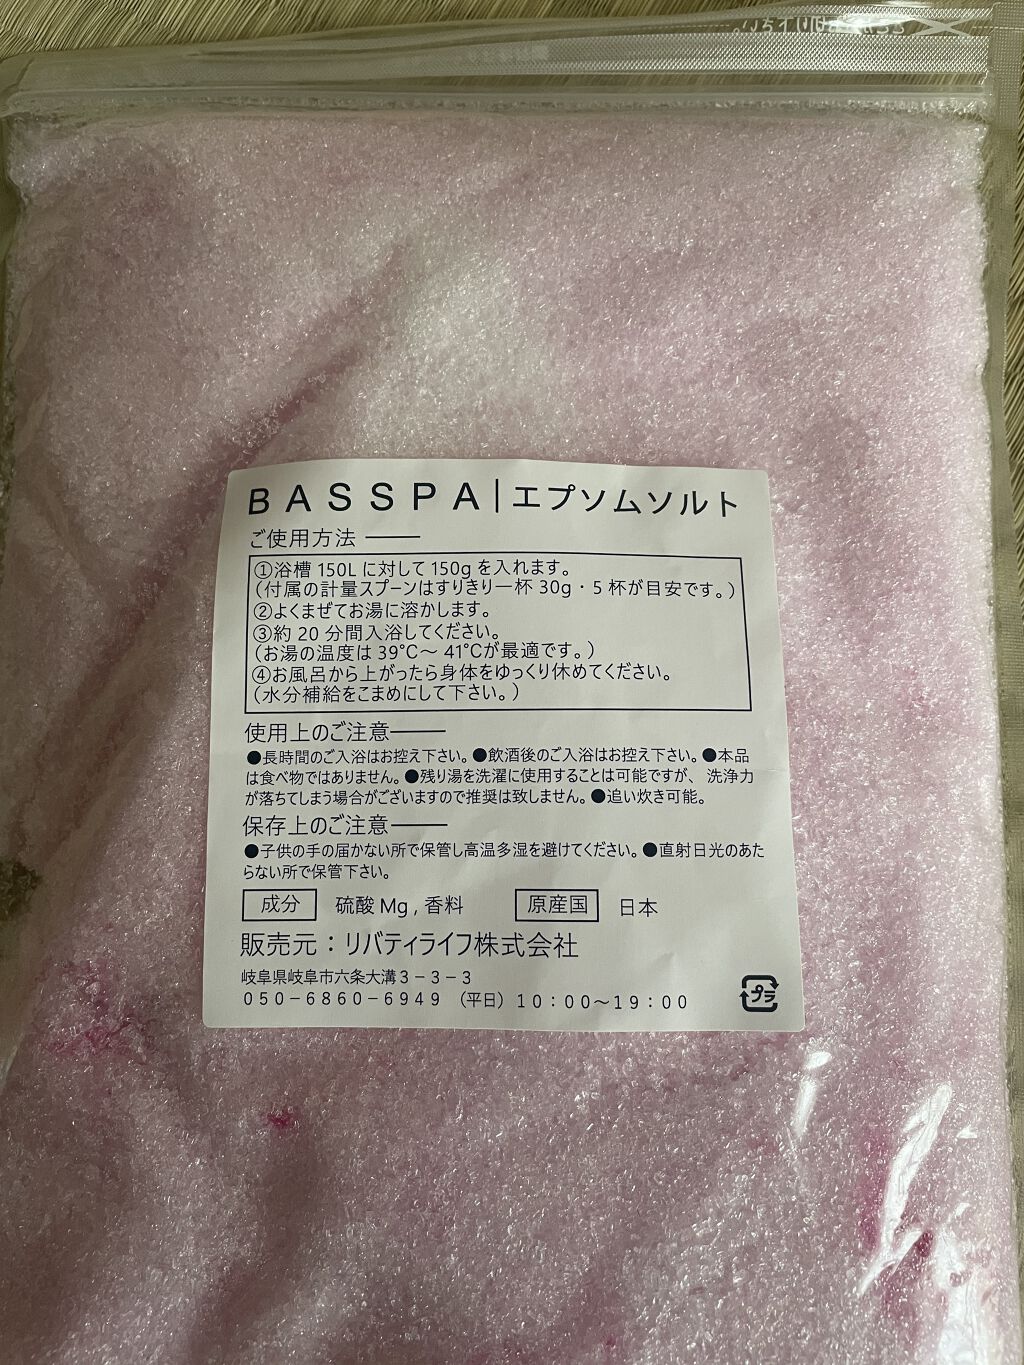 BASSPA|エプソムソルト
ご使用方法 ――
①浴槽 150L に対して 150g を入れます。
（付属の計量スプーンはすりきり一杯 30g・5 杯が目安です。）
②よくまぜてお湯に溶かします。
③約 20 分間入浴してください。
（お湯の温度は 39℃～ 41℃が最適です。）
④お風呂から上がったら身体をゆっくり休めてください。
（水分補給をこまめにして下さい。）
使用上のご注意――
●長時間のご入浴はお控え下さい。●飲酒後のご入浴はお控え下さい。●本品
は食べ物ではありません。●残り湯を洗濯に使用することは可能ですが、 洗浄力
が落ちてしまう場合がございますので推奨は致しません。●追い炊き可能。
保存上のご注意――
●子供の手の届かない所で保管し高温多湿を避けてください。●直射日光のあた
らない所で保管下さい。
成分 硫酸 Mg , 香料 原産国 日本
販売元：リバティライフ株式会社
岐阜県岐阜市六条大溝３－３－３
０５０－６８６０－６９４９ （平日）１０：００～１９：００
プラ